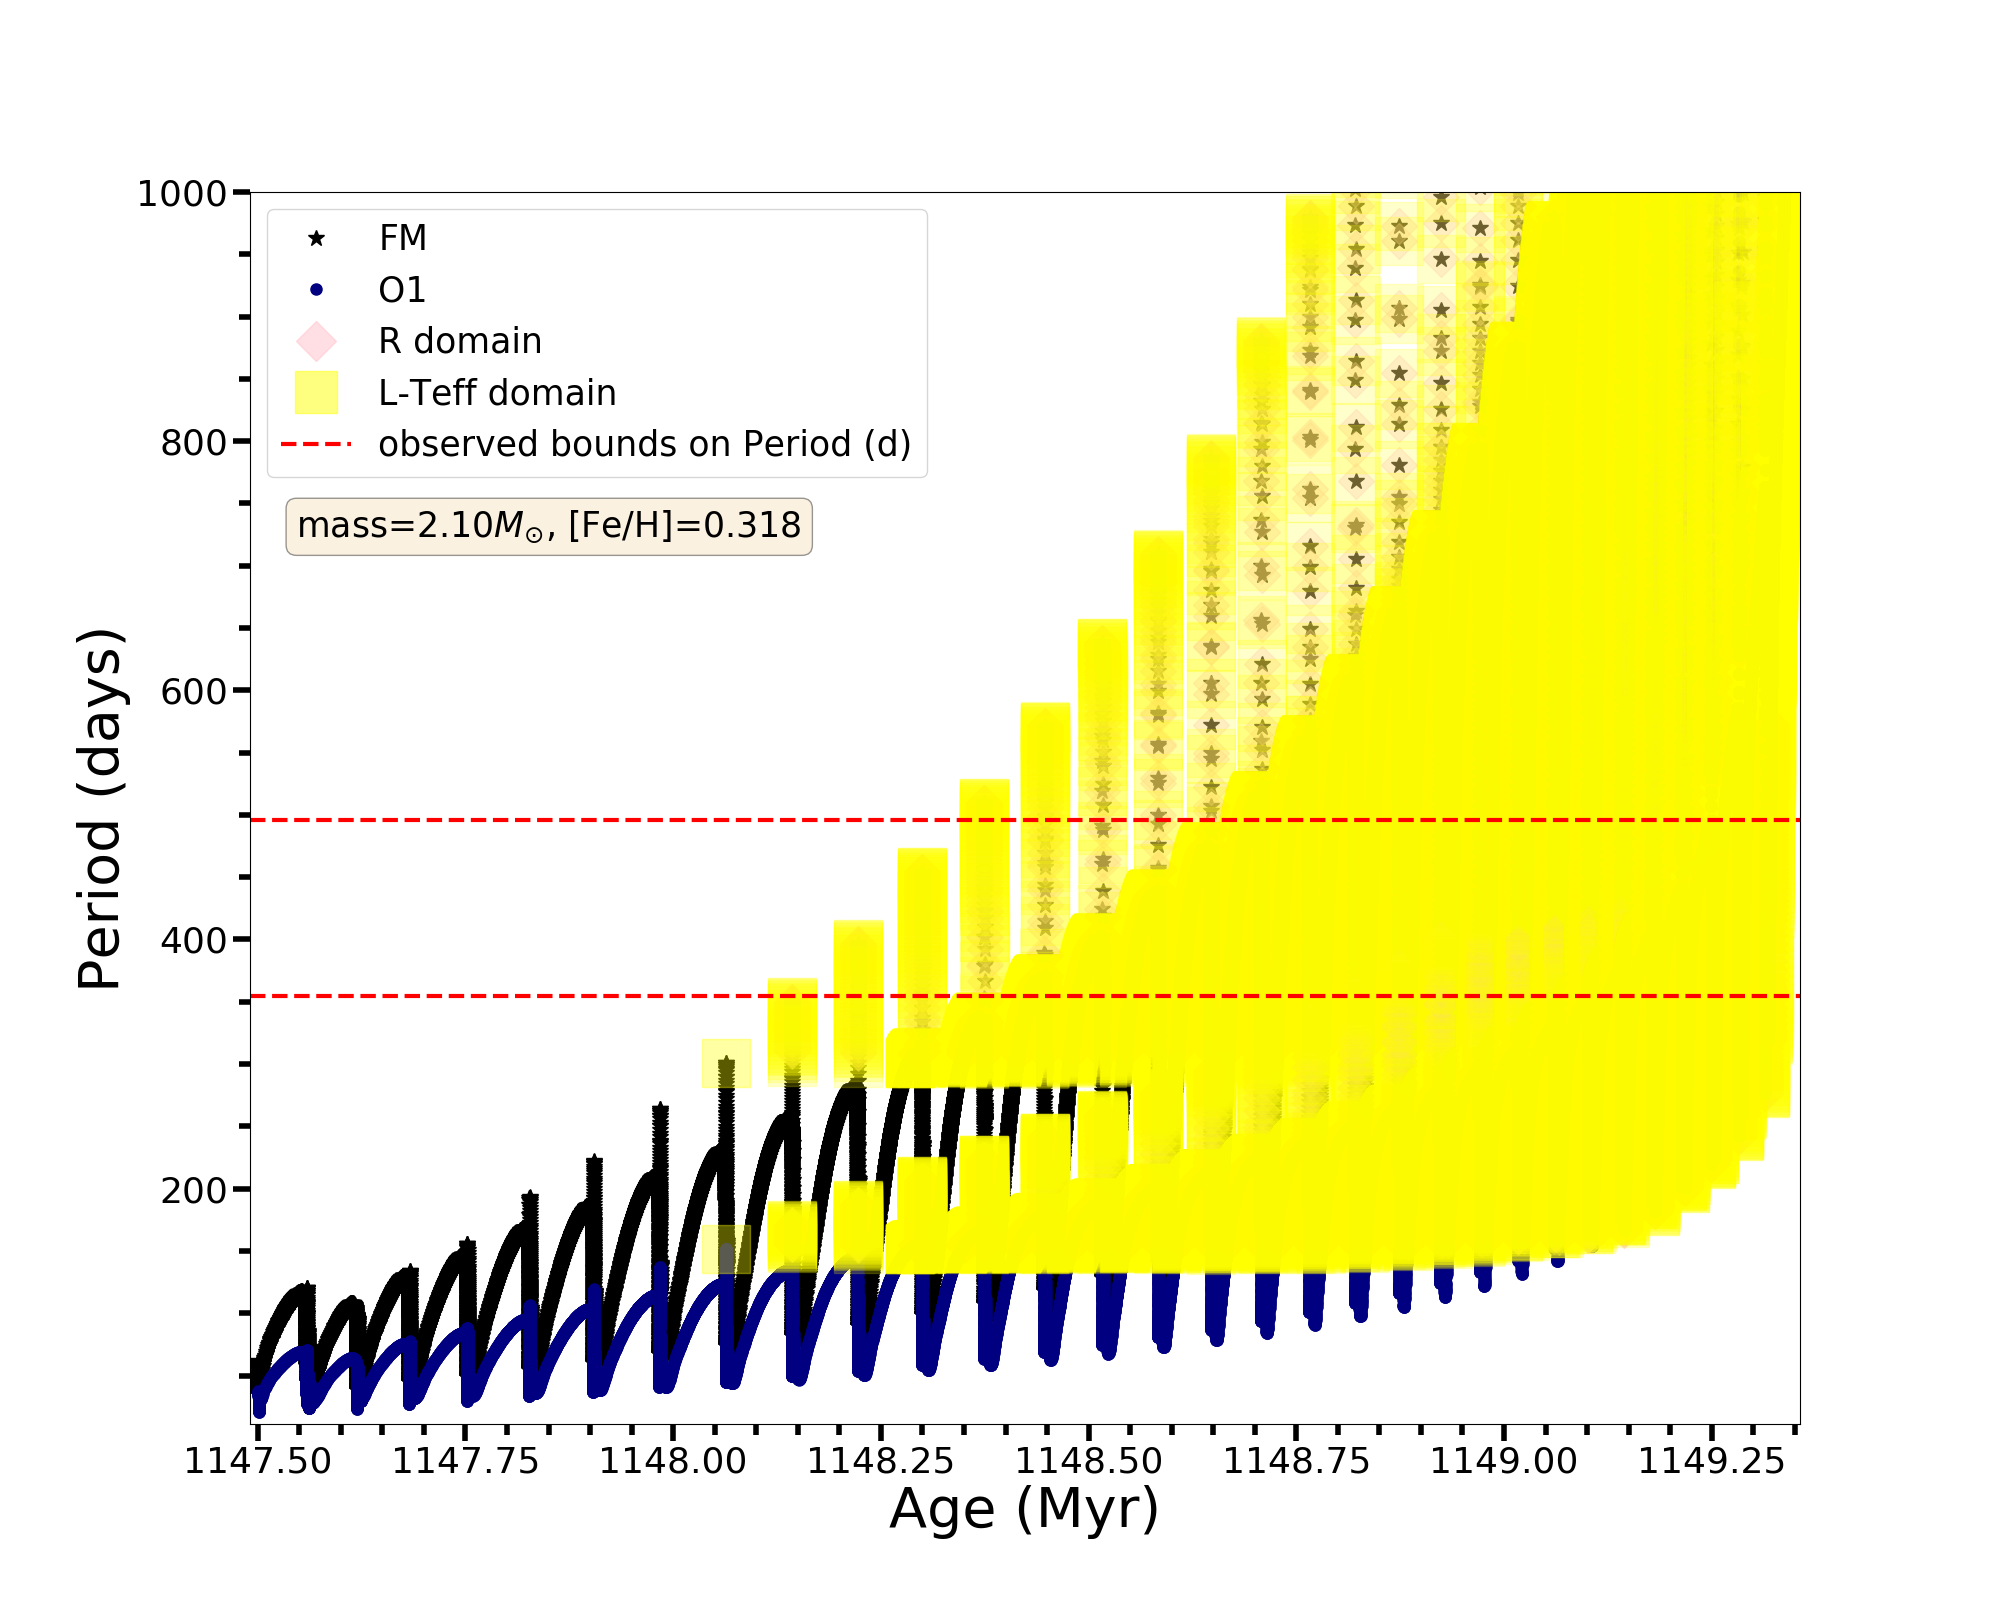 1000
800
600
400
200
Period (days)
FM
O1
R domain
L-Teff domain
observed bounds on Period (d)
mass=2.10M⊙, [Fe/H]=0.318
1147.50 1147.75 1148.00 1148.25 1148.50 1148.75 1149.00 1149.25
Age (Myr)